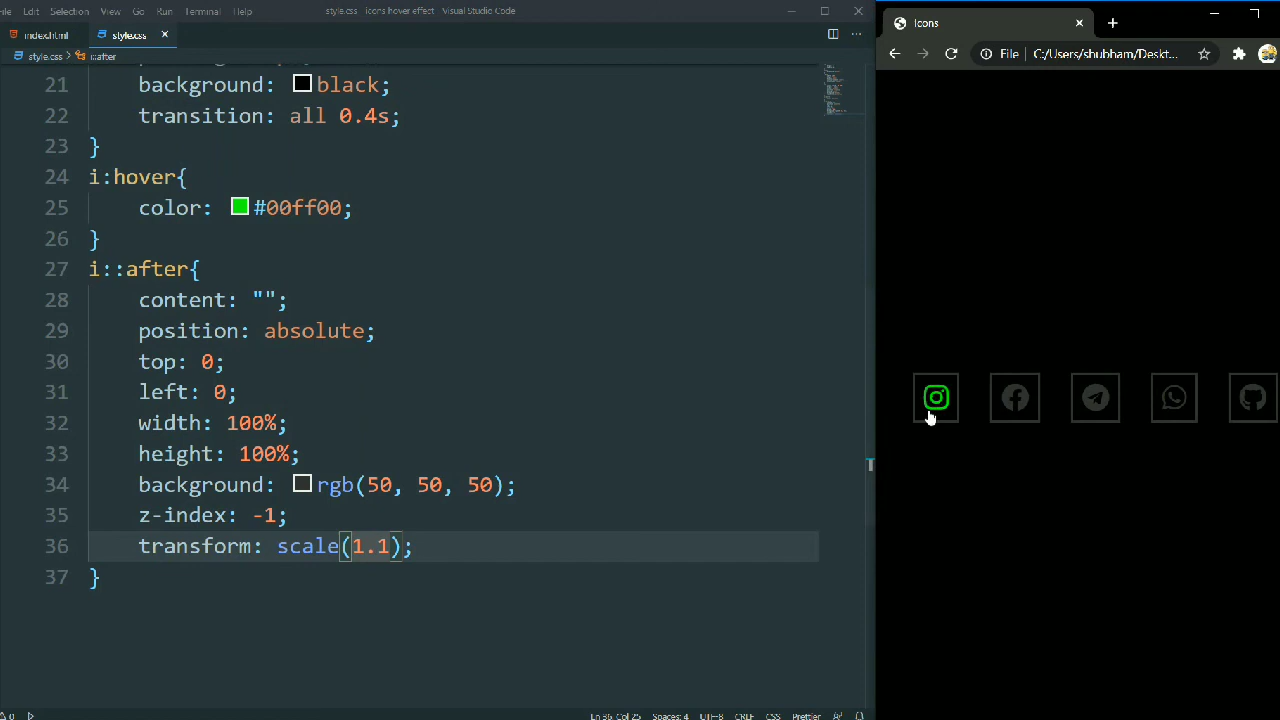 File Edit Selection View Go Run Terminal Help style.css - icons hover effect - Visual Studio Code
index.html style.css
style.css i::after
21 background: black;
22 transition: all 0.4s;
23 }
24 i:hover{
25 color: #00ff00;
26 }
27 i::after{
28 content: "";
29 position: absolute;
30 top: 0;
31 left: 0;
32 width: 100%;
33 height: 100%;
34 background: rgb(50, 50, 50);
35 z-index: -1;
36 transform: scale(1.1);
37 }
0 Ln 36, Col 25 Spaces: 4 UTF-8 CRLF CSS Prettier
Icons
File C:/Users/shubham/Deskt...